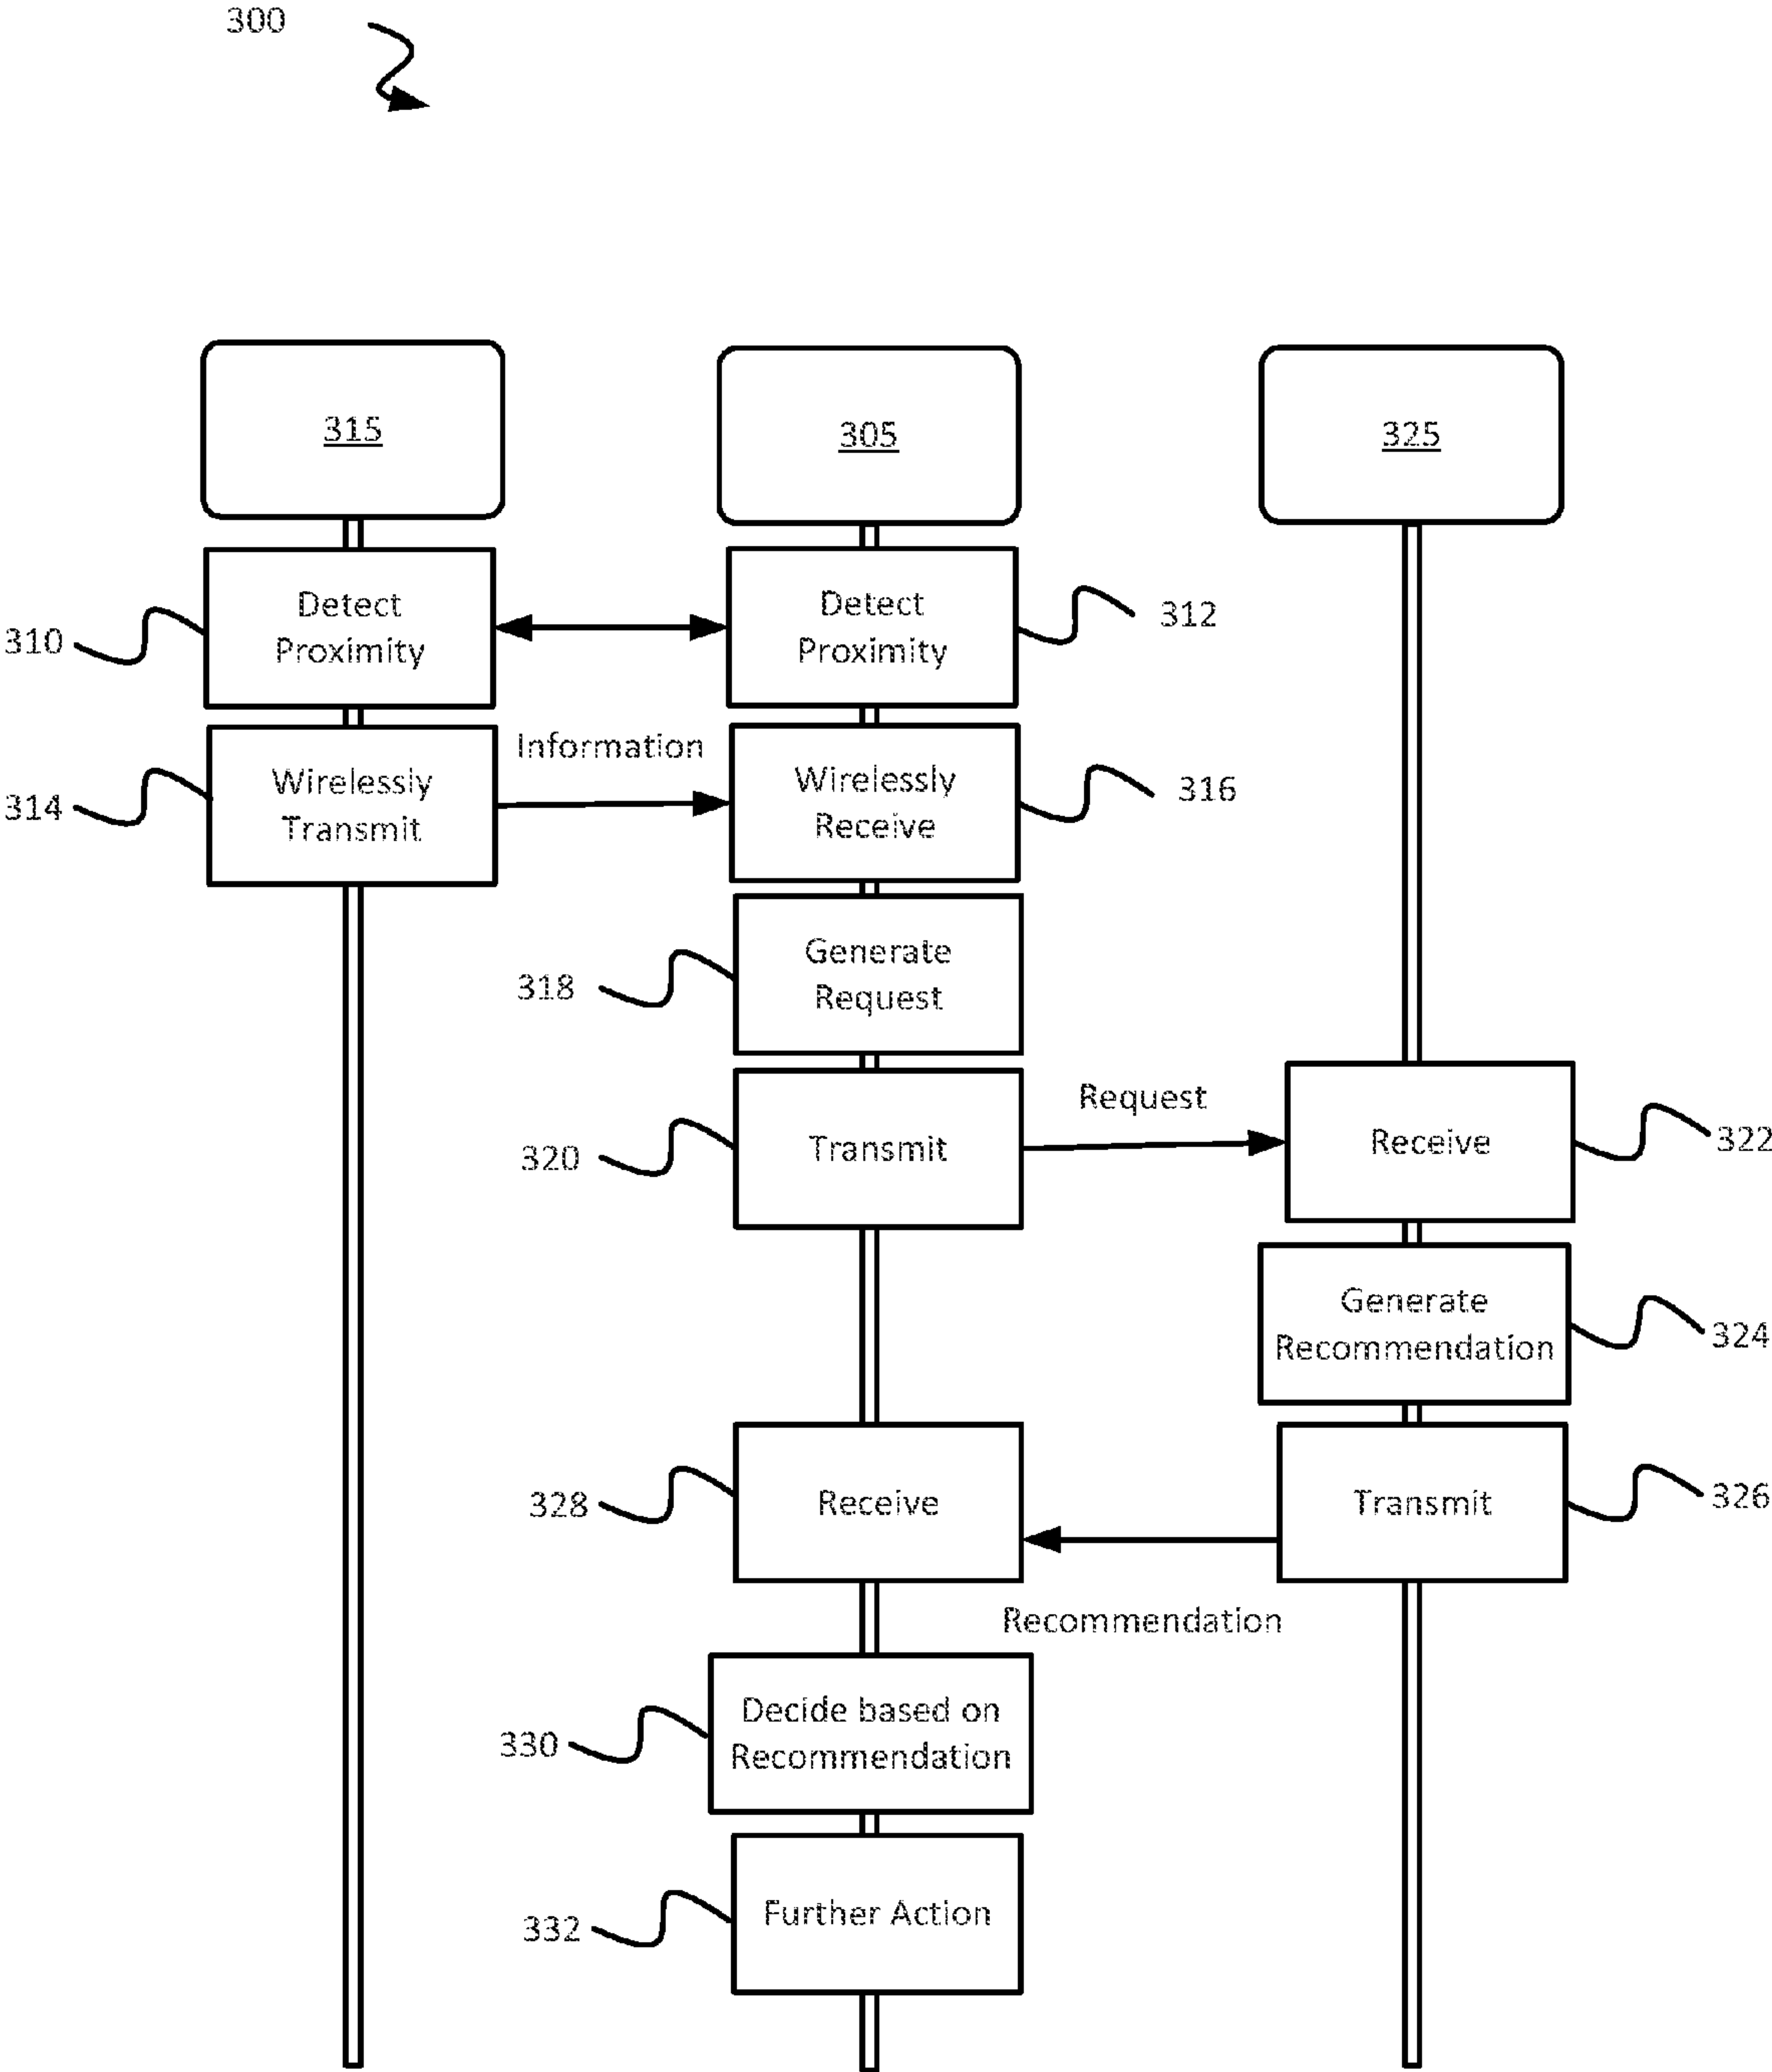 300
315
305
325
Detect
Proximity
Detect
Proximity
310
312
Information
Wirelessly
Transmit
Wirelessly
Receive
314
316
Generate
Request
318
Request
Transmit
Receive
320
322
Generate
Recommendation
324
Receive
Transmit
328
326
Recommendation
Decide based on
Recommendation
330
Further Action
332